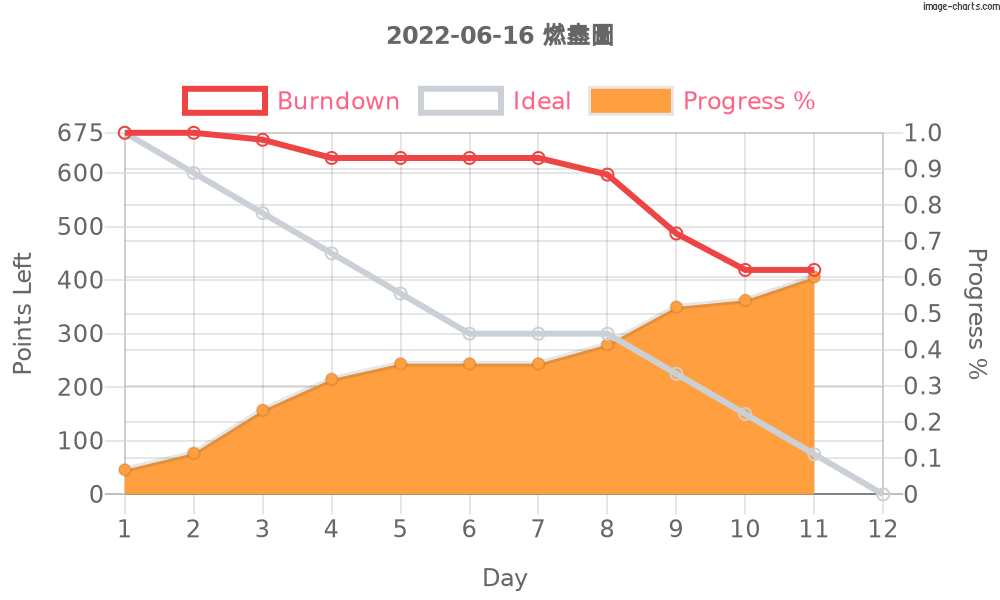 image-charts.com
2022-06-16 燃盡圖
Burndown Ideal Progress %
675 1.0
600 0.9
500 0.8
400 0.7
300 0.6
200 0.5
100 0.4
0 0.3
0.2
0.1
0
Points Left
Progress %
1 2 3 4 5 6 7 8 9 10 11 12
Day